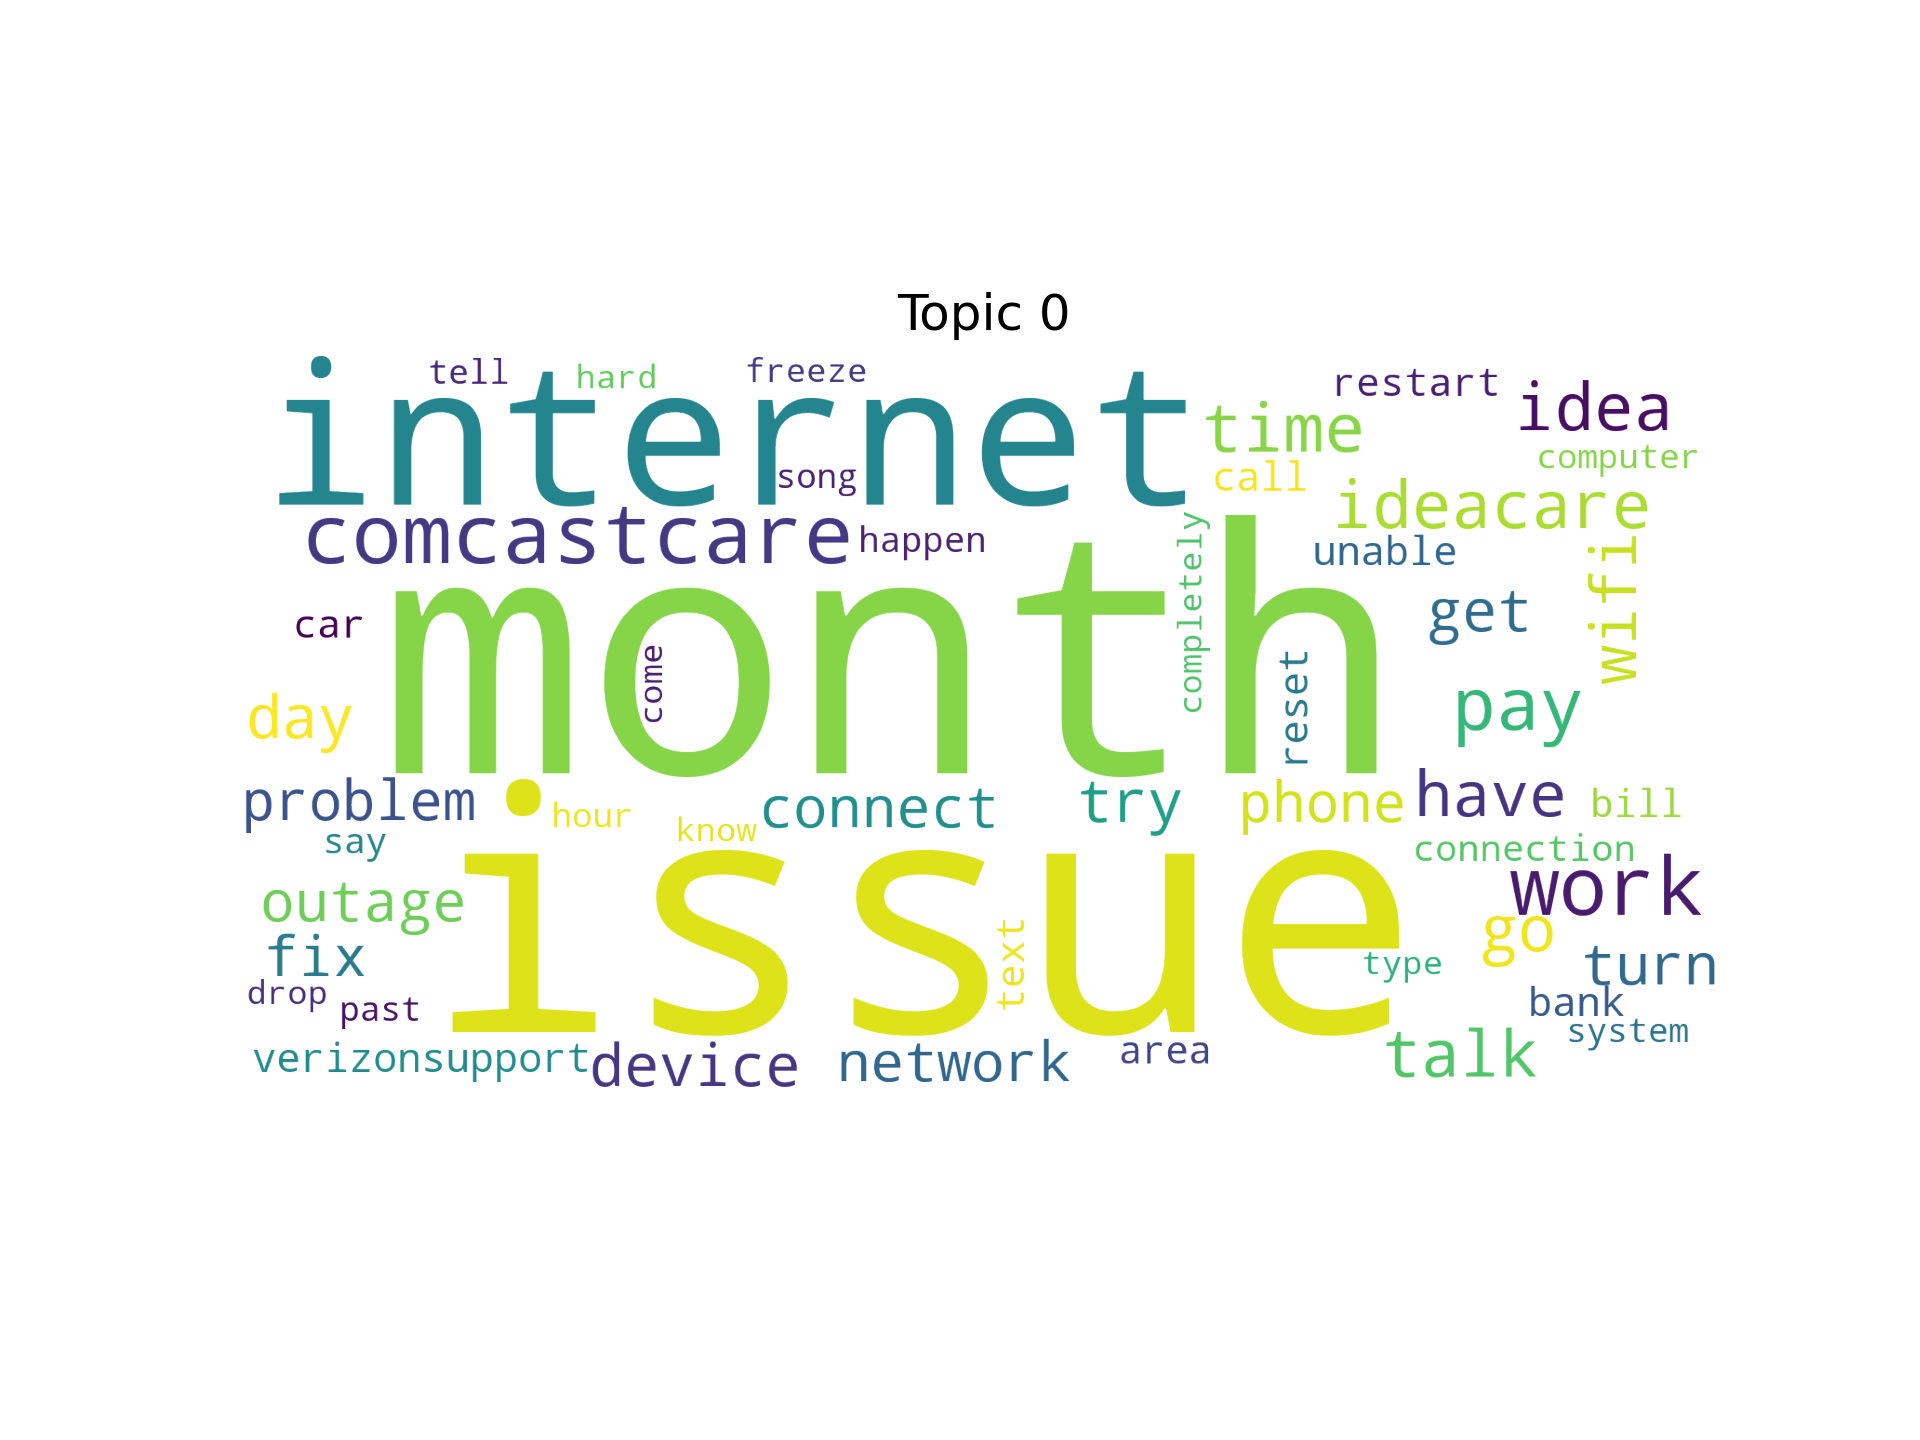 Topic 0
tell hard freeze restart idea
internet time computer
song call
comcastcare happen ideacare
completely unable wifi
month get
car come reset pay
day
problem hour know connect try phone have bill
say connection
issue work
outage text go
fix type turn
drop past bank
system
verizonsupport device network area talk